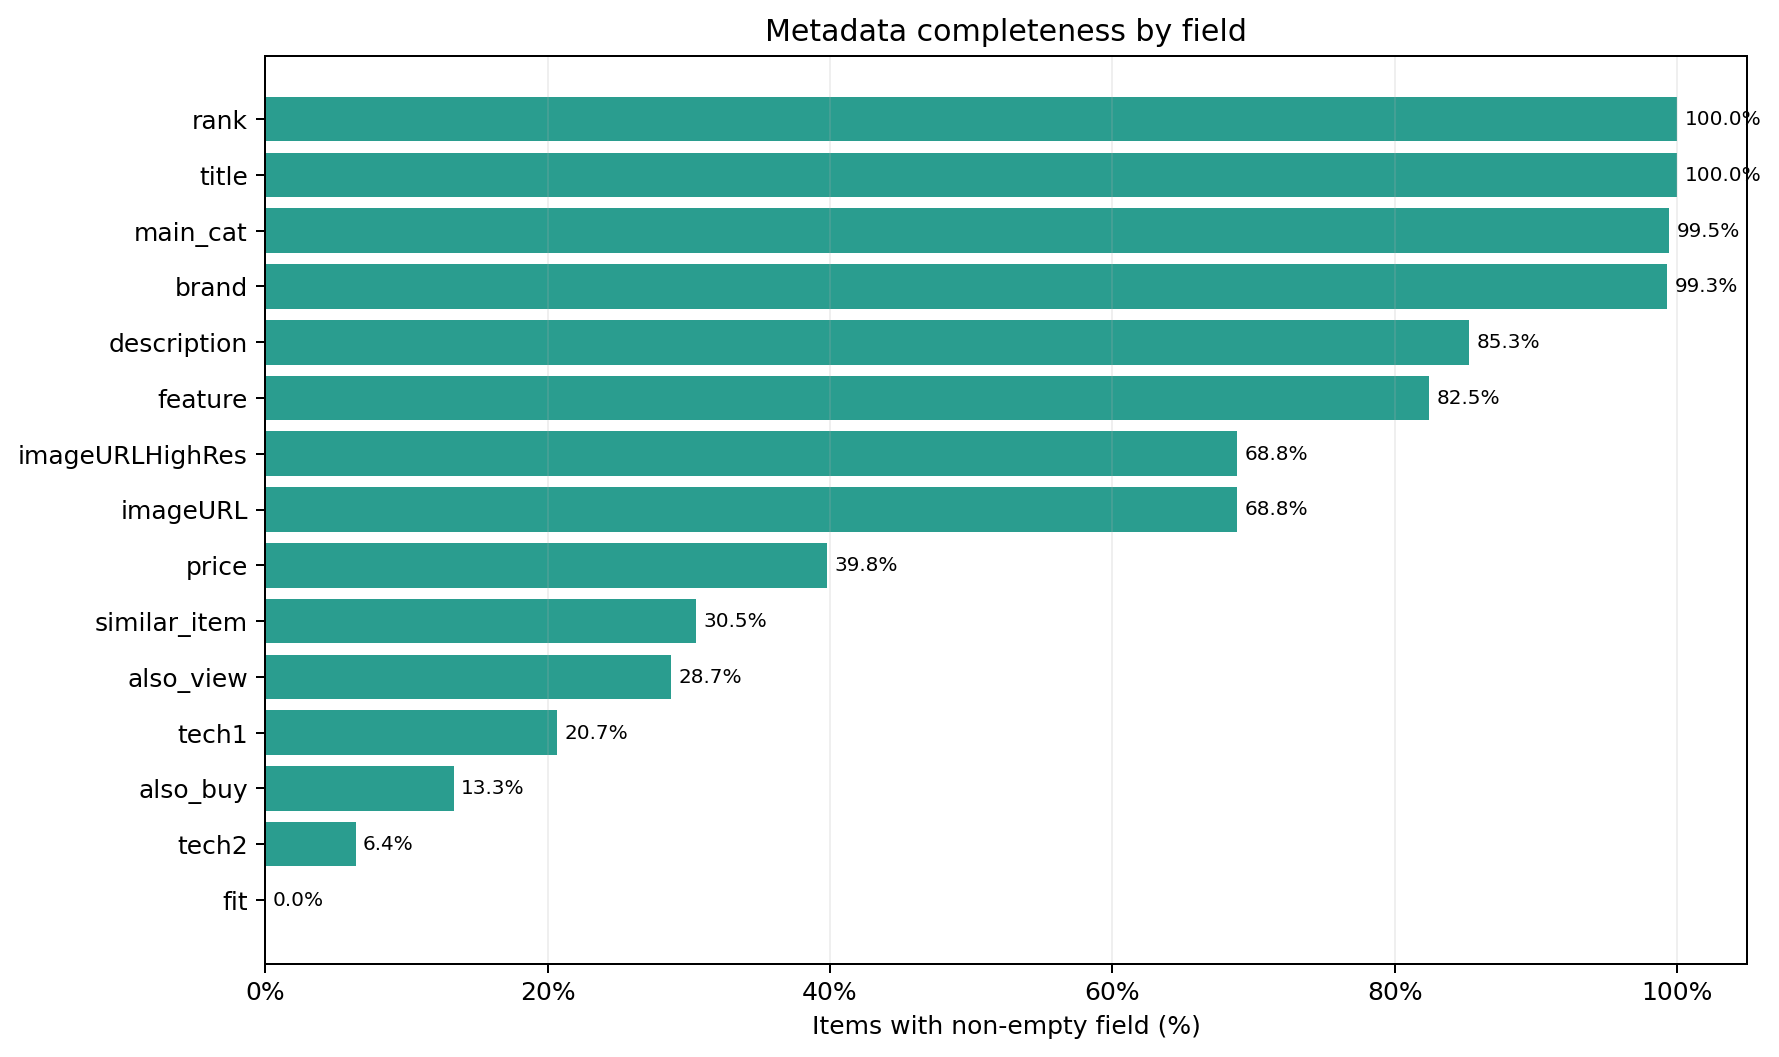 Metadata completeness by field
rank 100.0%
title 100.0%
main_cat 99.5%
brand 99.3%
description 85.3%
feature 82.5%
imageURLHighRes 68.8%
imageURL 68.8%
price 39.8%
similar_item 30.5%
also_view 28.7%
tech1 20.7%
also_buy 13.3%
tech2 6.4%
fit 0.0%
0% 20% 40% 60% 80% 100%
Items with non-empty field (%)